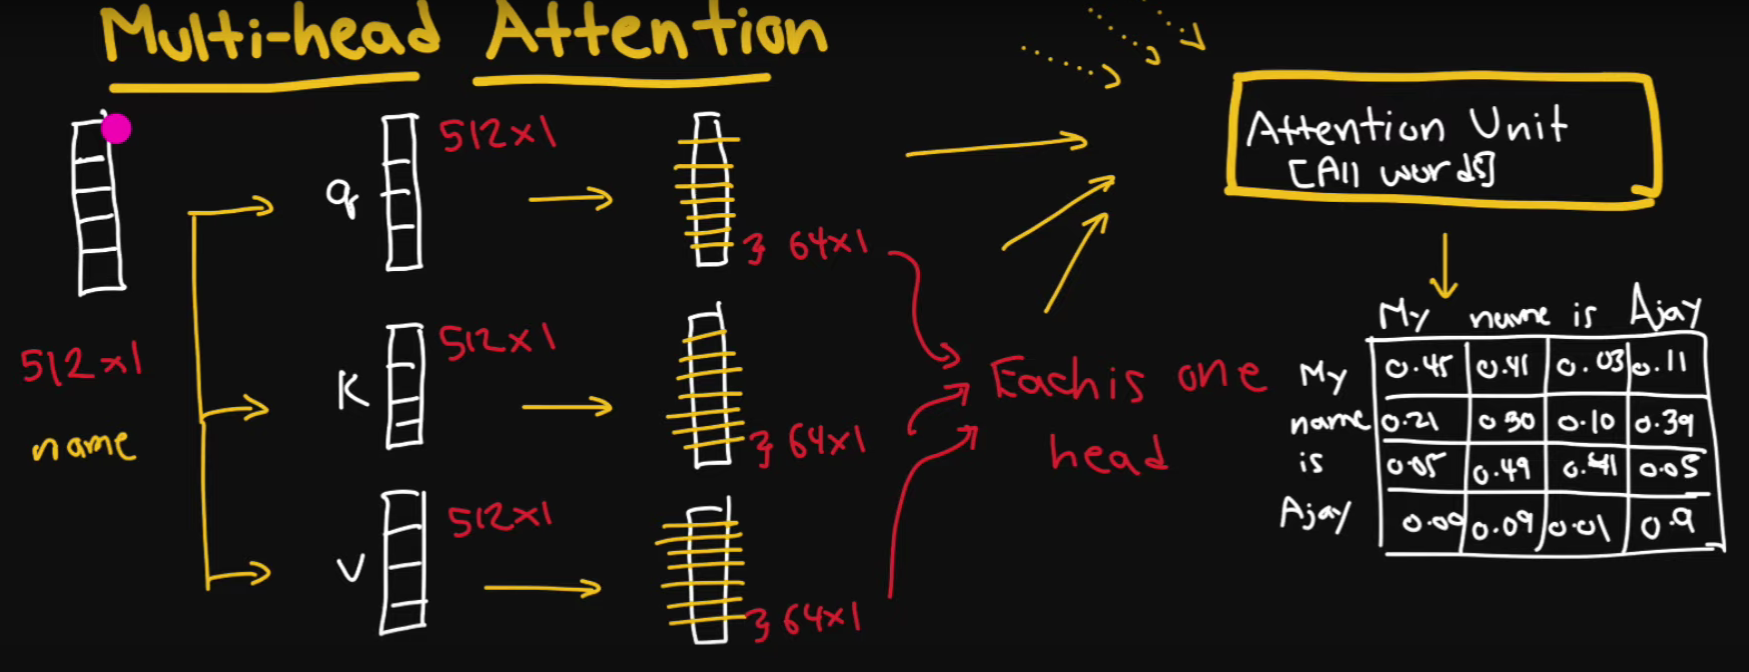 Multi-head Attention
512x1
name
q 512x1
64x1
K 512x1
64x1
V 512x1
64x1
Each is one
head
Attention Unit
[All words]
My name is Ajay
My 0.45 0.41 0.03 0.11
name 0.21 0.30 0.10 0.39
is 0.05 0.49 0.41 0.05
Ajay 0.00 0.09 0.01 0.9